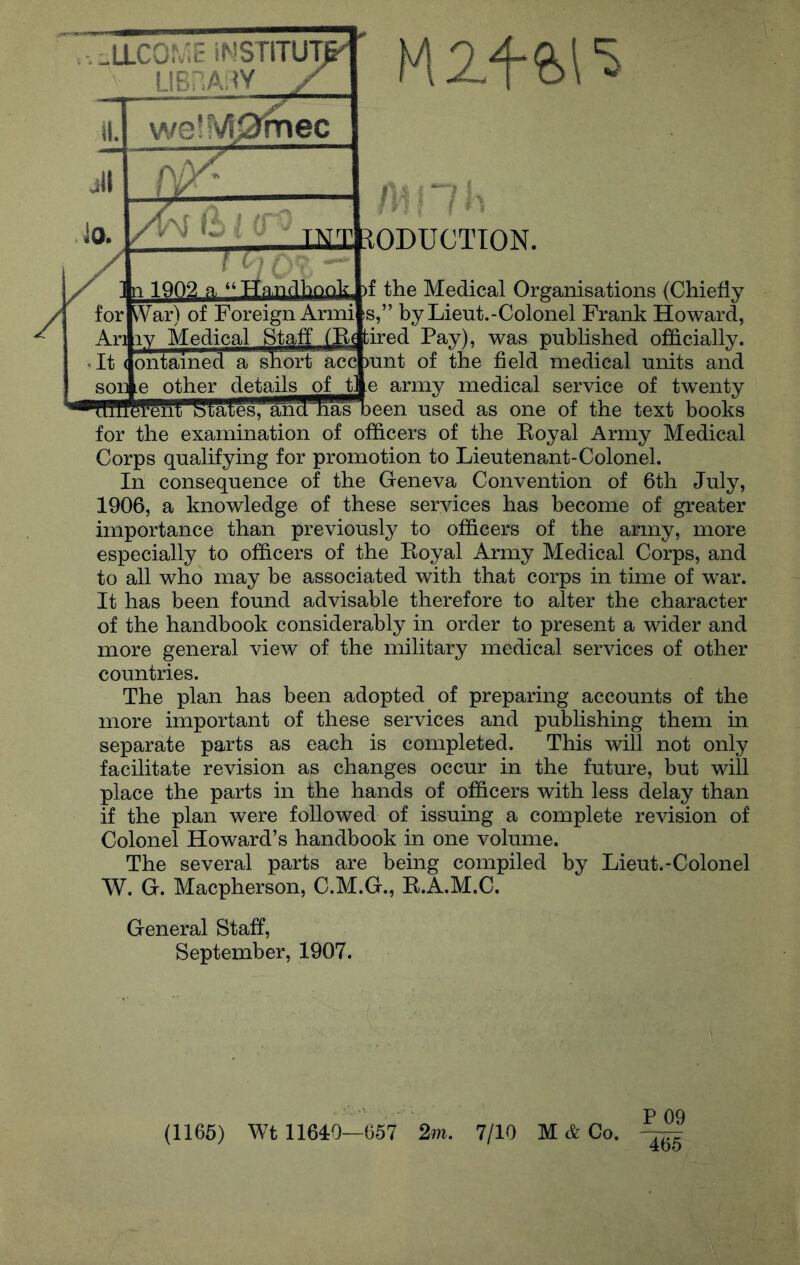 INSTITUTE
LIBRARY
M24815
welM0mec
INTRODUCTION.
In 1902 a “Handbook of the Medical Organisations (Chiefly
for War) of Foreign Armies,” by Lieut.-Colonel Frank Howard,
Army Medical Staff (Retired Pay), was published officially.
It contained a short account of the field medical units and
some other details of the army medical service of twenty
different States, and has been used as one of the text books
for the examination of officers of the Royal Army Medical
Corps qualifying for promotion to Lieutenant-Colonel.
In consequence of the Geneva Convention of 6th July,
1906, a knowledge of these services has become of greater
importance than previously to officers of the army, more
especially to officers of the Royal Army Medical Corps, and
to all who may be associated with that corps in time of war.
It has been found advisable therefore to alter the character
of the handbook considerably in order to present a wider and
more general view of the military medical services of other
countries.
The plan has been adopted of preparing accounts of the
more important of these services and publishing them in
separate parts as each is completed. This will not only
facilitate revision as changes occur in the future, but will
place the parts in the hands of officers with less delay than
if the plan were followed of issuing a complete revision of
Colonel Howard’s handbook in one volume.
The several parts are being compiled by Lieut.-Colonel
W. G. Macpherson, C.M.G., R.A.M.C.
General Staff,
September, 1907.
(1165) Wt 11640—657 2m. 7/10 M & Co. P 09
465